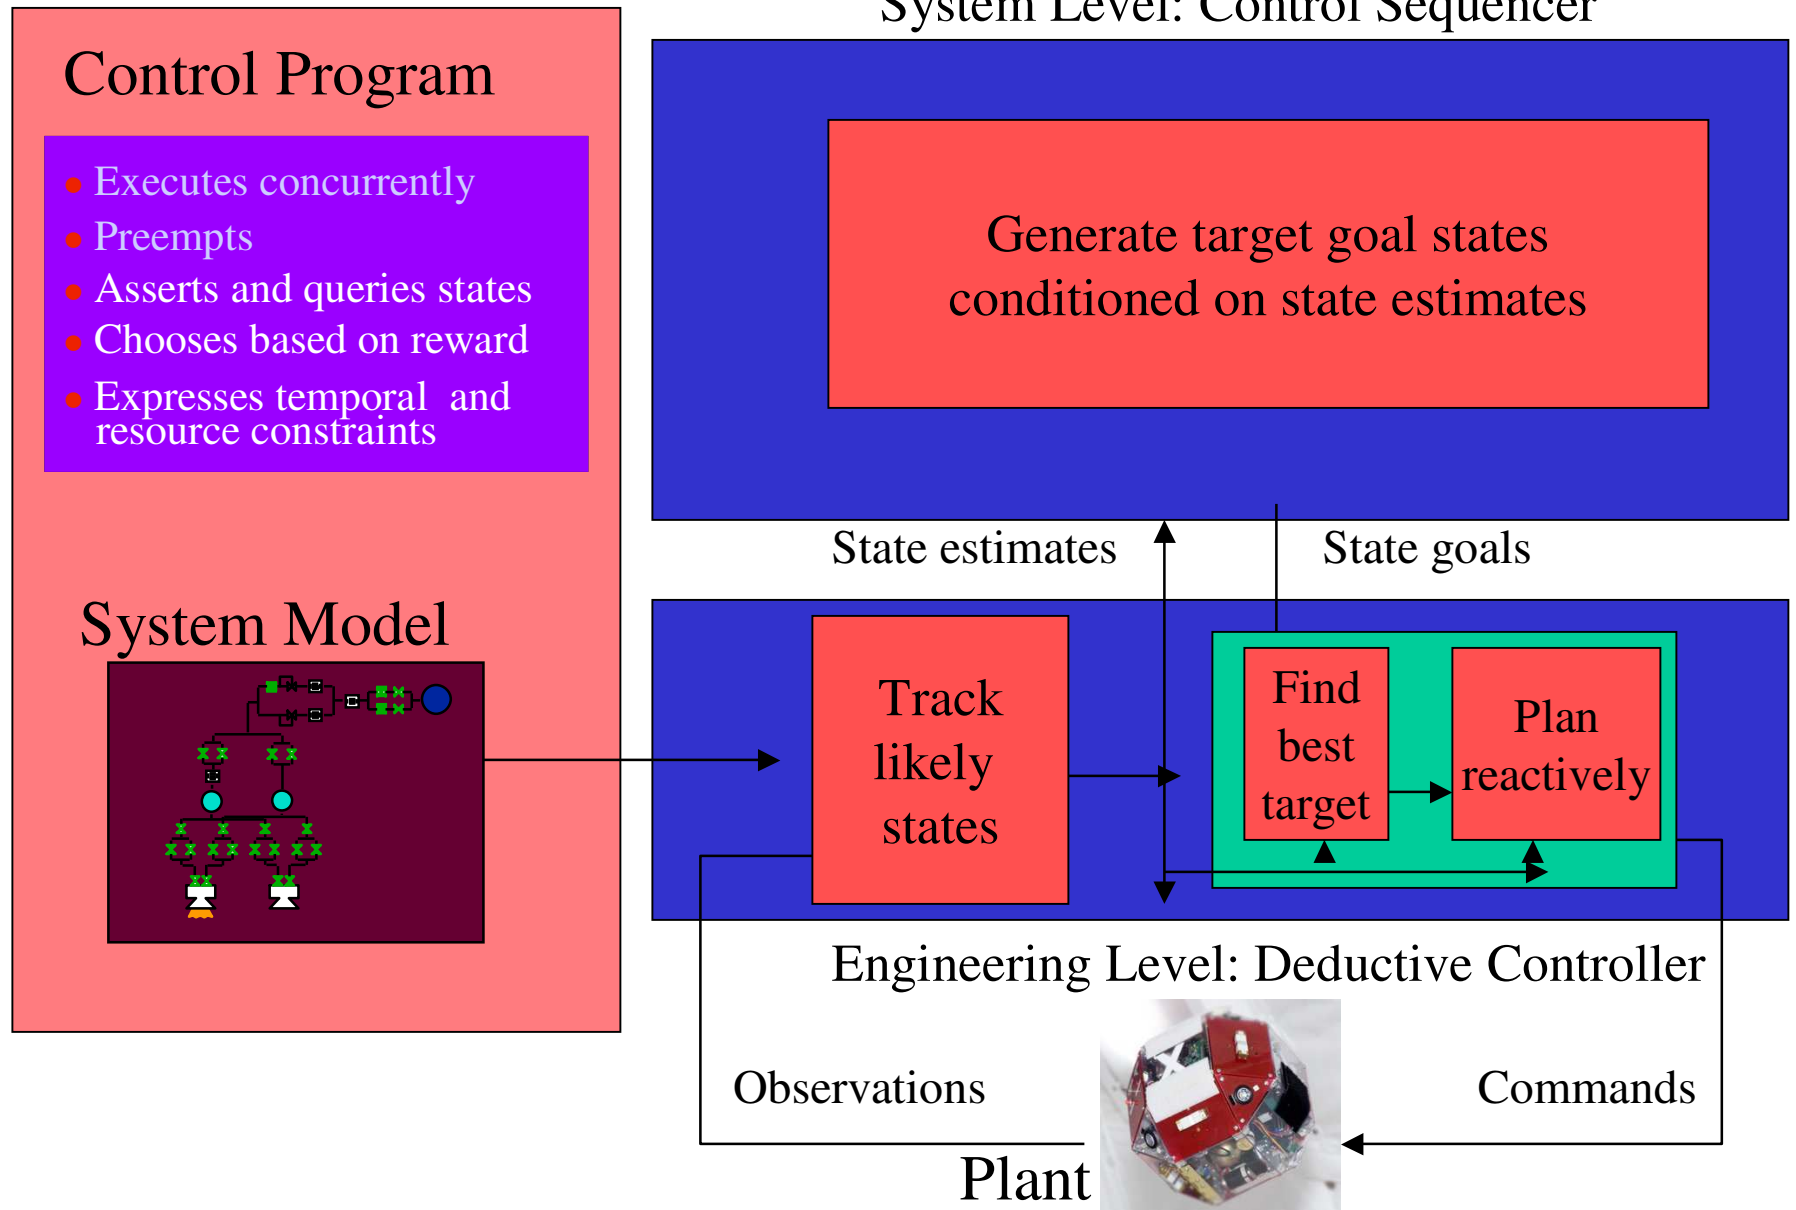 System Level: Control Sequencer
Control Program
Executes concurrently
Preempts
Asserts and queries states
Chooses based on reward
Expresses temporal and
resource constraints
Generate target goal states
conditioned on state estimates
State estimates
State goals
System Model
Track
likely
states
Find
best
target
Plan
reactively
Engineering Level: Deductive Controller
Observations
Commands
Plant